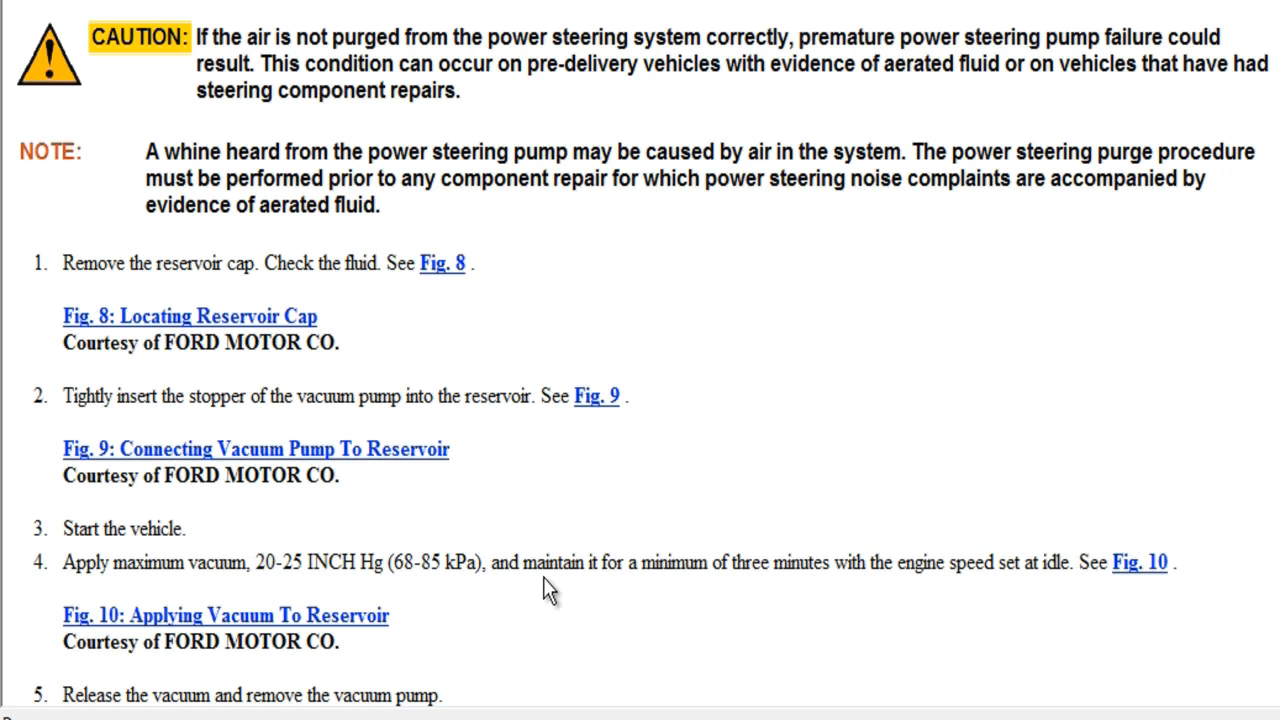 CAUTION: If the air is not purged from the power steering system correctly, premature power steering pump failure could
result. This condition can occur on pre-delivery vehicles with evidence of aerated fluid or on vehicles that have had
steering component repairs.
NOTE: A whine heard from the power steering pump may be caused by air in the system. The power steering purge procedure
must be performed prior to any component repair for which power steering noise complaints are accompanied by
evidence of aerated fluid.
1. Remove the reservoir cap. Check the fluid. See Fig. 8 .
Fig. 8: Locating Reservoir Cap
Courtesy of FORD MOTOR CO.
2. Tightly insert the stopper of the vacuum pump into the reservoir. See Fig. 9 .
Fig. 9: Connecting Vacuum Pump To Reservoir
Courtesy of FORD MOTOR CO.
3. Start the vehicle.
4. Apply maximum vacuum, 20-25 INCH Hg (68-85 kPa), and maintain it for a minimum of three minutes with the engine speed set at idle. See Fig. 10 .
Fig. 10: Applying Vacuum To Reservoir
Courtesy of FORD MOTOR CO.
5. Release the vacuum and remove the vacuum pump.